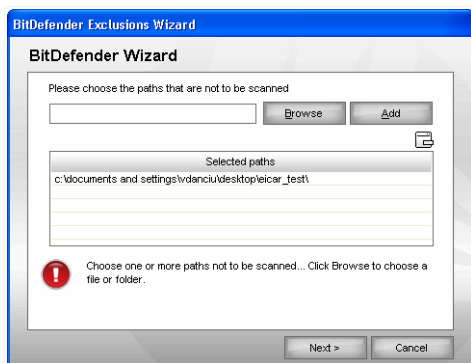 BitDefender Exclusions Wizard
BitDefender Wizard
Please choose the paths that are not to be scanned
Browse
Add
Selected paths
c:\documents and settings\vdanciu\desktop\eicar_test\
Choose one or more paths not to be scanned... Click Browse to choose a
file or folder.
Next >
Cancel